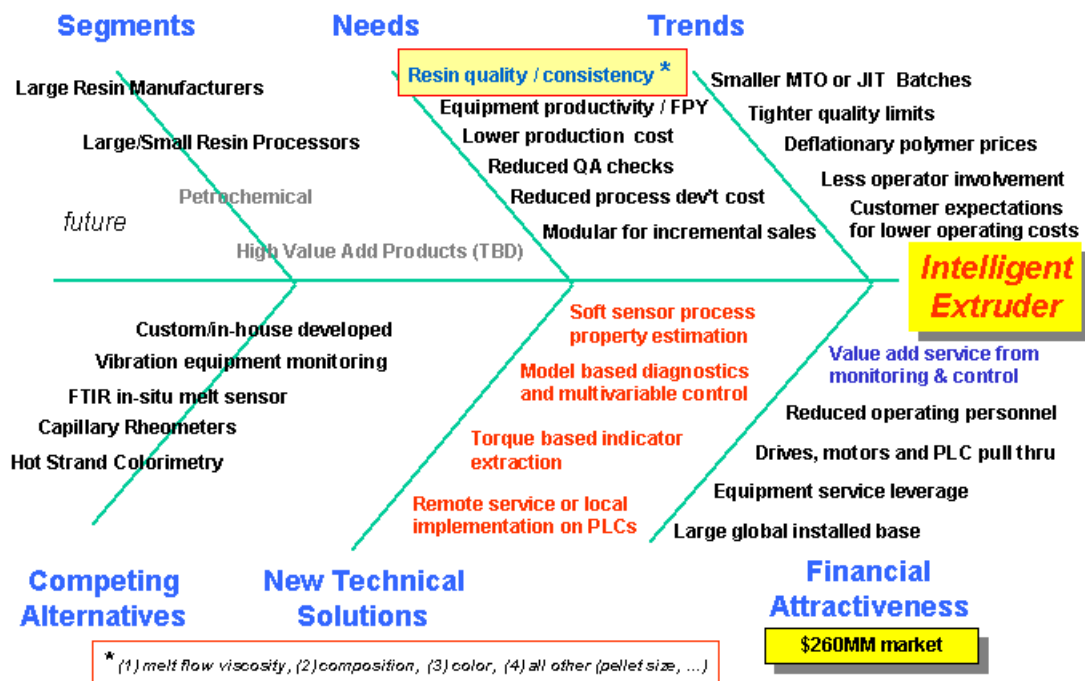 Segments
Needs
Trends
Large Resin Manufacturers
Large/Small Resin Processors
Petrochemical
future
High Value Add Products (TBD)
Resin quality / consistency *
Equipment productivity / FPY
Lower production cost
Reduced QA checks
Reduced process dev't cost
Modular for incremental sales
Smaller MTO or JIT Batches
Tighter quality limits
Deflationary polymer prices
Less operator involvement
Customer expectations
for lower operating costs
Intelligent
Extruder
Custom/in-house developed
Vibration equipment monitoring
FTIR in-situ melt sensor
Capillary Rheometers
Hot Strand Colorimetry
Soft sensor process
property estimation
Model based diagnostics
and multivariable control
Torque based indicator
extraction
Remote service or local
implementation on PLCs
Value add service from
monitoring & control
Reduced operating personnel
Drives, motors and PLC pull thru
Equipment service leverage
Large global installed base
Competing
Alternatives
New Technical
Solutions
Financial
Attractiveness
$260MM market
* (1) melt flow viscosity, (2) composition, (3) color, (4) all other (pellet size, ...)